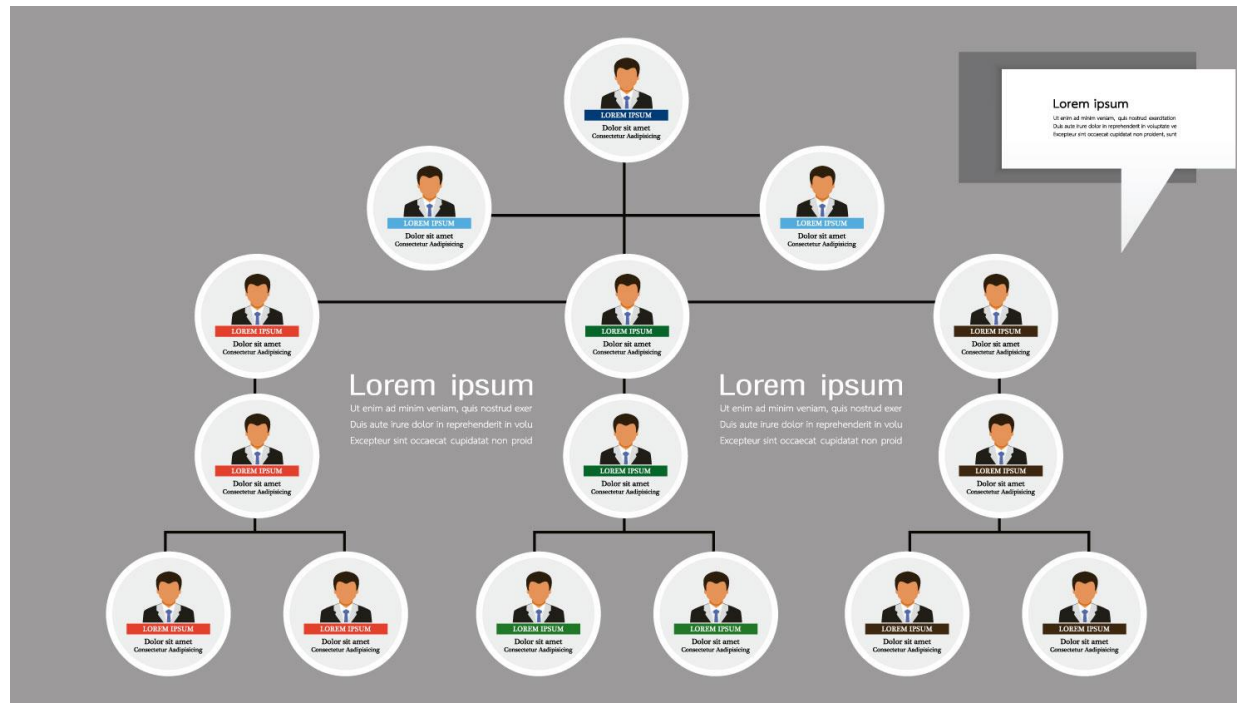 LOREM IPSUM
Dolor sit amet
Consectetur Aadipisicing
Lorem ipsum
Ut enim ad minim veniam, quis nostrud exercitation
Duis aute irure dolor in reprehenderit in voluptate ve
Excepteur sint occaecat cupidatat non proident, sunt
LOREM IPSUM
Dolor sit amet
Consectetur Aadipisicing
LOREM IPSUM
Dolor sit amet
Consectetur Aadipisicing
LOREM IPSUM
Dolor sit amet
Consectetur Aadipisicing
LOREM IPSUM
Dolor sit amet
Consectetur Aadipisicing
LOREM IPSUM
Dolor sit amet
Consectetur Aadipisicing
Lorem ipsum
Ut enim ad minim veniam, quis nostrud exer
Duis aute irure dolor in reprehenderit in volu
Excepteur sint occaecat cupidatat non proid
Lorem ipsum
Ut enim ad minim veniam, quis nostrud exer
Duis aute irure dolor in reprehenderit in volu
Excepteur sint occaecat cupidatat non proid
LOREM IPSUM
Dolor sit amet
Consectetur Aadipisicing
LOREM IPSUM
Dolor sit amet
Consectetur Aadipisicing
LOREM IPSUM
Dolor sit amet
Consectetur Aadipisicing
LOREM IPSUM
Dolor sit amet
Consectetur Aadipisicing
LOREM IPSUM
Dolor sit amet
Consectetur Aadipisicing
LOREM IPSUM
Dolor sit amet
Consectetur Aadipisicing
LOREM IPSUM
Dolor sit amet
Consectetur Aadipisicing
LOREM IPSUM
Dolor sit amet
Consectetur Aadipisicing
LOREM IPSUM
Dolor sit amet
Consectetur Aadipisicing